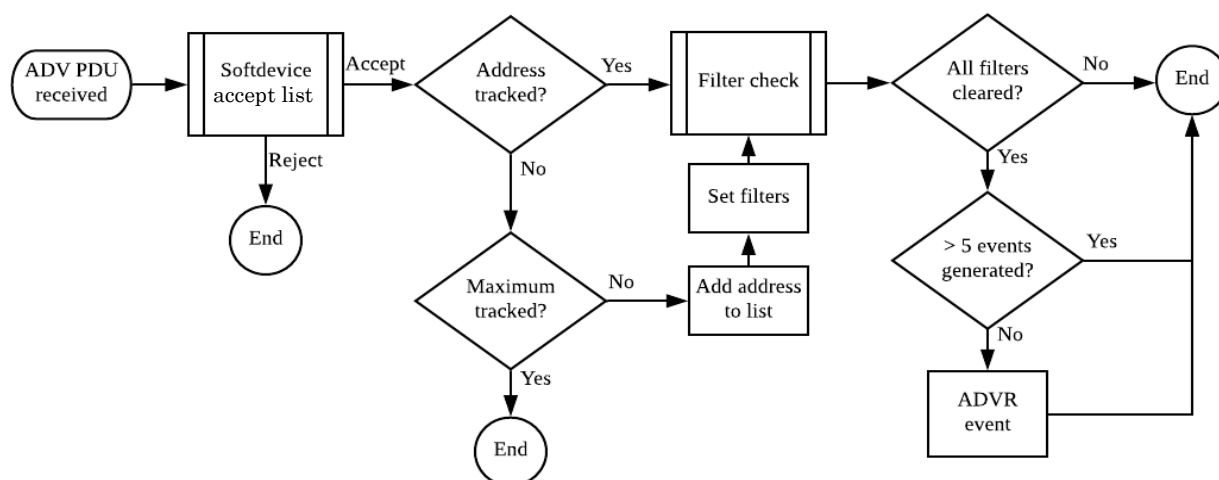 ADV PDU
received
Softdevice
accept list
Accept
Reject
End
Address
tracked?
Yes
No
Maximum
tracked?
No
Yes
End
Add address
to list
Set filters
Filter check
All filters
cleared?
No
End
Yes
> 5 events
generated?
Yes
No
ADVR
event